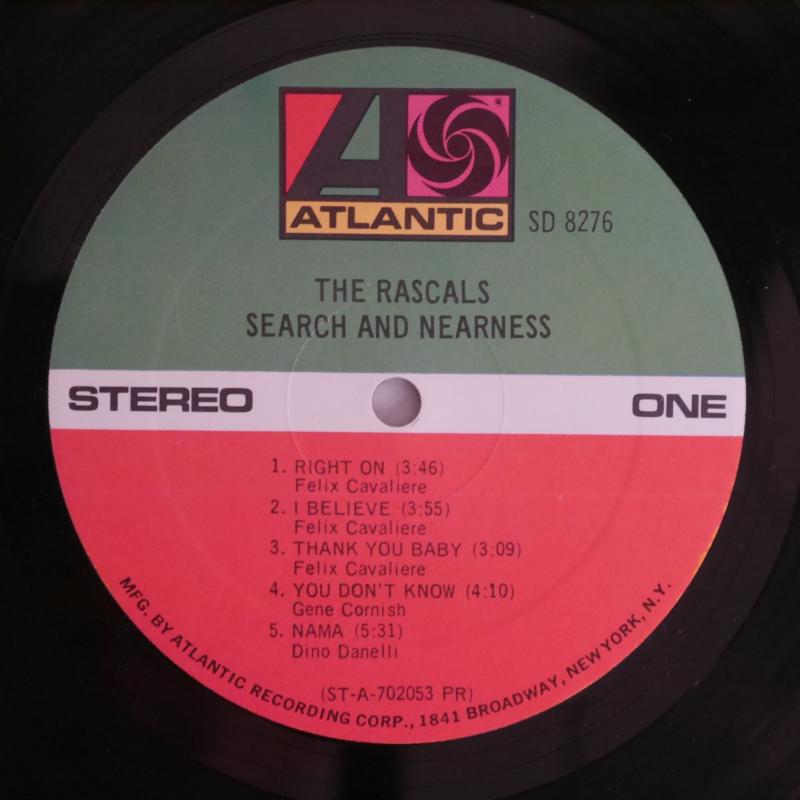 ATLANTIC
SD 8276
THE RASCALS
SEARCH AND NEARNESS
STEREO
ONE
1. RIGHT ON (3:46)
Felix Cavaliere
2. I BELIEVE (3:55)
Felix Cavaliere
3. THANK YOU BABY (3:09)
Felix Cavaliere
4. YOU DON'T KNOW (4:10)
Gene Cornish
5. NAMA (5:31)
Dino Danelli
(ST-A-702053 PR)
MFG. BY ATLANTIC RECORDING CORP., 1841 BROADWAY, NEW YORK, N.Y.